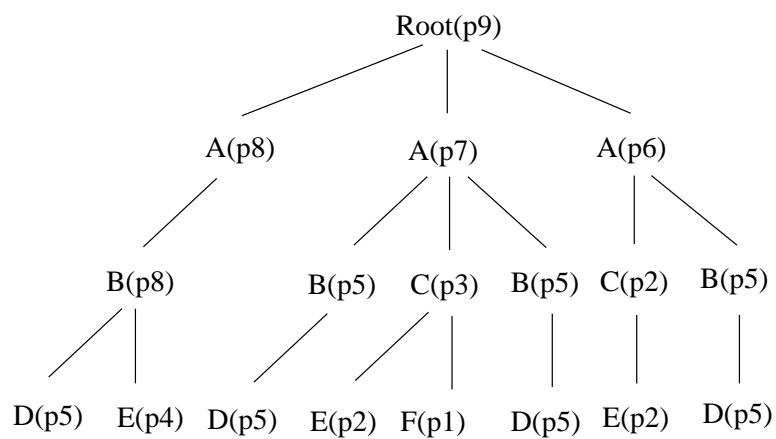 Root(p9)
A(p8) A(p7) A(p6)
B(p8) B(p5) C(p3) B(p5) C(p2) B(p5)
D(p5) E(p4) D(p5) E(p2) F(p1) D(p5) E(p2) D(p5)